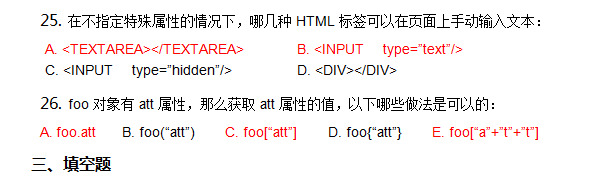 25. 在不指定特殊属性的情况下，哪几种 HTML 标签可以在页面上手动输入文本：
A. <TEXTAREA></TEXTAREA> B. <INPUT type=”text”/>
C. <INPUT type=”hidden”/> D. <DIV></DIV>
26. foo 对象有 att 属性，那么获取 att 属性的值，以下哪些做法是可以的：
A. foo.att B. foo(“att”) C. foo[“att”] D. foo{“att”} E. foo[“a”+”t”+”t”]
三、填空题